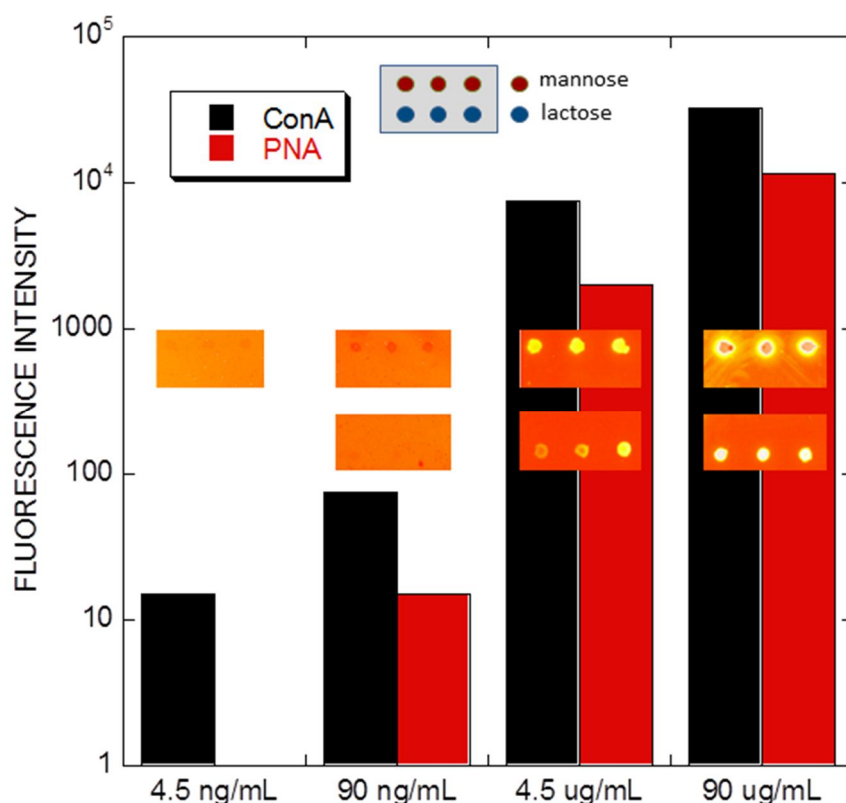 10^5
mannose
lactose
ConA
PNA
10^4
FLUORESCENCE INTENSITY
1000
100
10
1
4.5 ng/mL 90 ng/mL 4.5 ug/mL 90 ug/mL